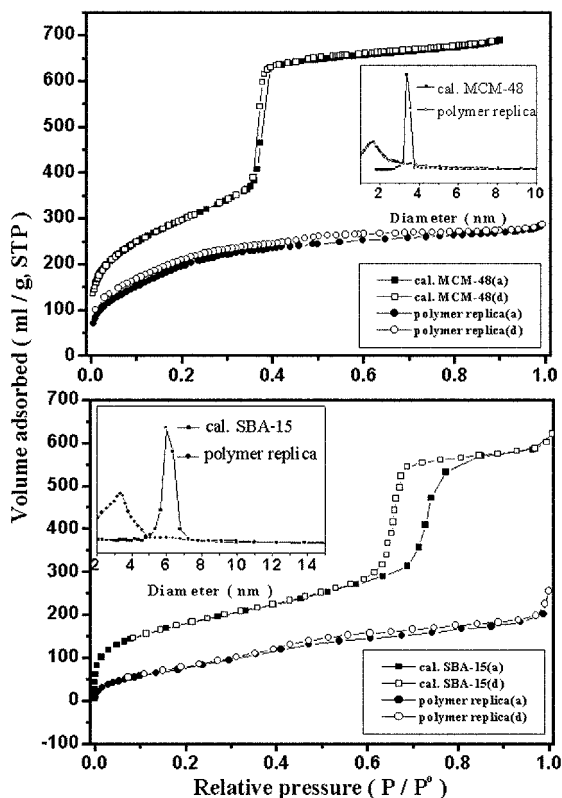 Volume adsorbed ( ml / g, STP)
700
600
500
400
300
200
100
0
0.0 0.2 0.4 0.6 0.8 1.0
cal. MCM-48
polymer replica
2 4 6 8 10
Diameter ( nm )
cal. MCM-48(a)
cal. MCM-48(d)
polymer replica(a)
polymer replica(d)
700
600
500
400
300
200
100
0
-100
0.0 0.2 0.4 0.6 0.8 1.0
cal. SBA-15
polymer replica
2 4 6 8 10 12 14
Diameter ( nm )
cal. SBA-15(a)
cal. SBA-15(d)
polymer replica(a)
polymer replica(d)
Relative pressure ( P / Pº )